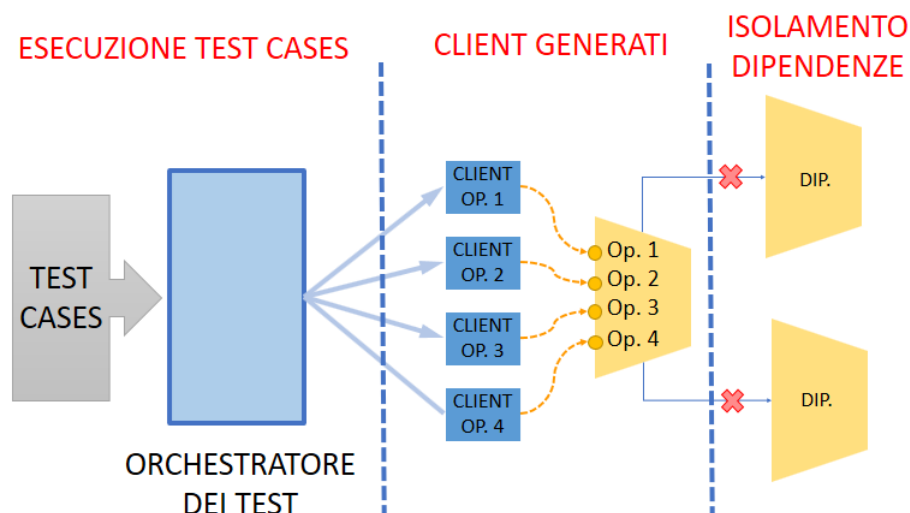 ESECUZIONE TEST CASES
CLIENT GENERATI
ISOLAMENTO
DIPENDENZE
TEST
CASES
ORCHESTRATORE
DEI TEST
CLIENT
OP. 1
CLIENT
OP. 2
CLIENT
OP. 3
CLIENT
OP. 4
Op. 1
Op. 2
Op. 3
Op. 4
DIP.
DIP.